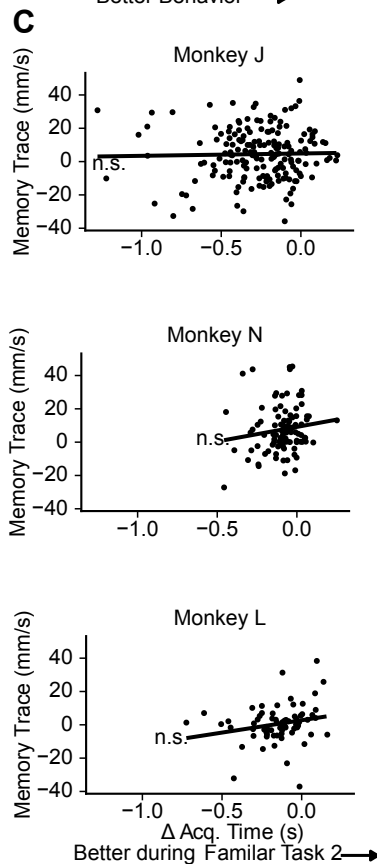 Better Behavior
C
Monkey J
Memory Trace (mm/s)
40
20
0
−20
−40
n.s.
−1.0 −0.5 0.0
Monkey N
Memory Trace (mm/s)
40
20
0
−20
−40
n.s.
−1.0 −0.5 0.0
Monkey L
Memory Trace (mm/s)
40
20
0
−20
−40
n.s.
−1.0 −0.5 0.0
Δ Acq. Time (s)
Better during Familar Task 2